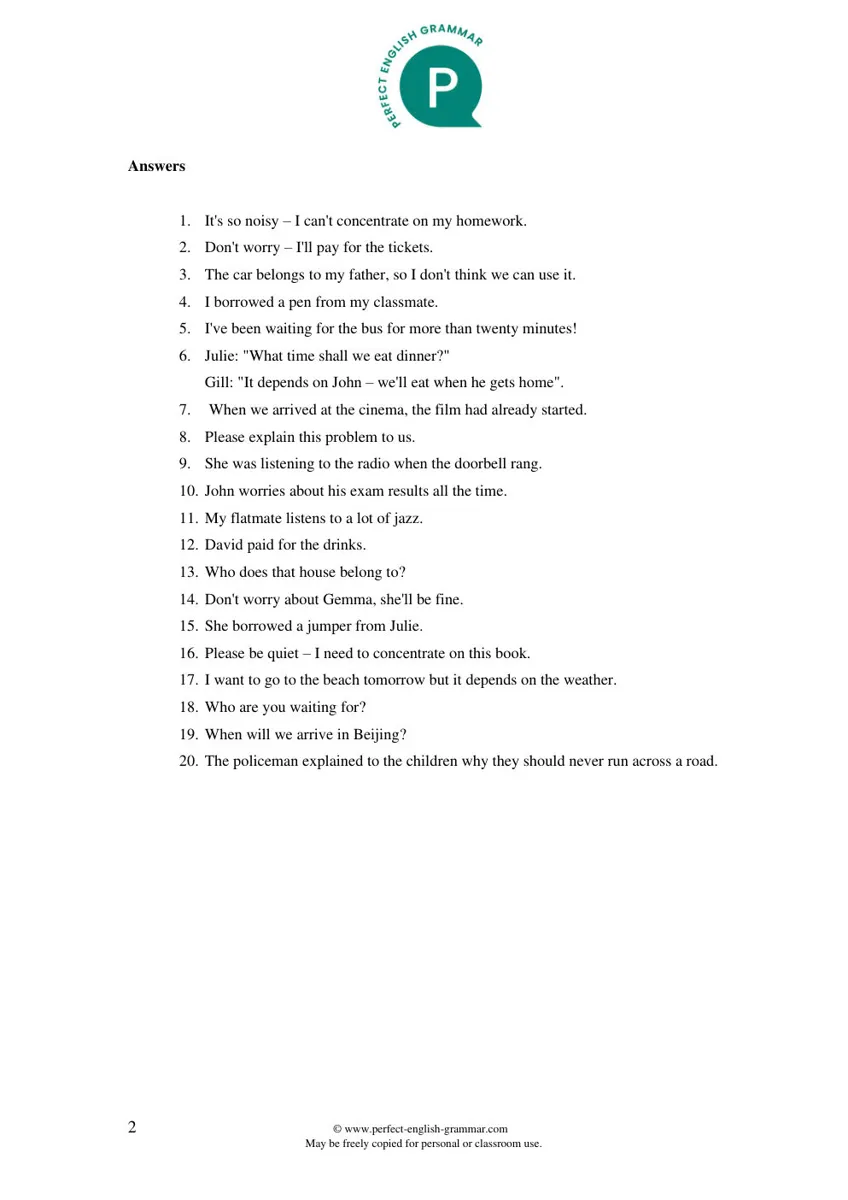 PERFECT ENGLISH GRAMMAR
P
Answers
1. It's so noisy – I can't concentrate on my homework.
2. Don't worry – I'll pay for the tickets.
3. The car belongs to my father, so I don't think we can use it.
4. I borrowed a pen from my classmate.
5. I've been waiting for the bus for more than twenty minutes!
6. Julie: "What time shall we eat dinner?"
Gill: "It depends on John – we'll eat when he gets home".
7. When we arrived at the cinema, the film had already started.
8. Please explain this problem to us.
9. She was listening to the radio when the doorbell rang.
10. John worries about his exam results all the time.
11. My flatmate listens to a lot of jazz.
12. David paid for the drinks.
13. Who does that house belong to?
14. Don't worry about Gemma, she'll be fine.
15. She borrowed a jumper from Julie.
16. Please be quiet – I need to concentrate on this book.
17. I want to go to the beach tomorrow but it depends on the weather.
18. Who are you waiting for?
19. When will we arrive in Beijing?
20. The policeman explained to the children why they should never run across a road.
2
© www.perfect-english-grammar.com
May be freely copied for personal or classroom use.